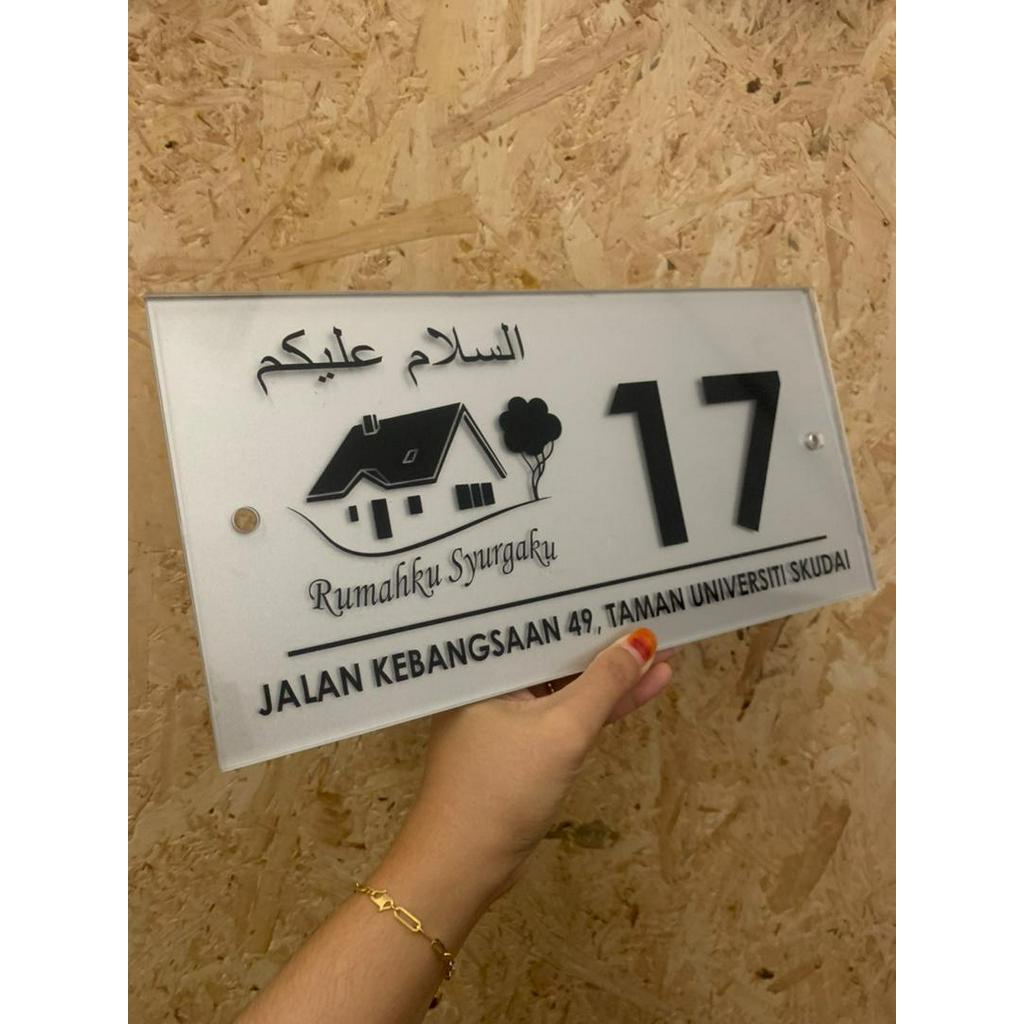 السلام عليكم
17
Rumahku Syurgaku
JALAN KEBANGSAAN 49, TAMAN UNIVERSITI SKUDAI